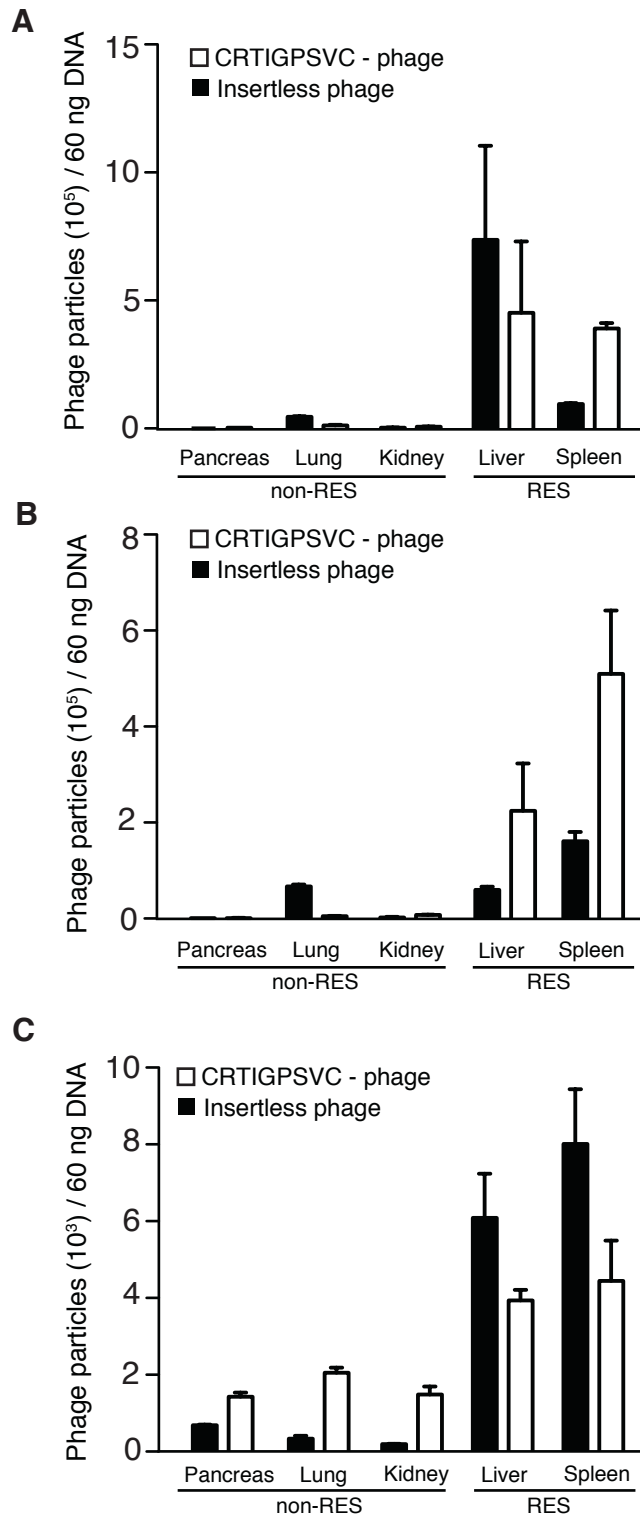 A
Phage particles (10⁵) / 60 ng DNA
15
10
5
0
CRTIGPSVC - phage
Insertless phage
Pancreas Lung Kidney Liver Spleen
non-RES RES
B
Phage particles (10⁵) / 60 ng DNA
8
6
4
2
0
CRTIGPSVC - phage
Insertless phage
Pancreas Lung Kidney Liver Spleen
non-RES RES
C
Phage particles (10³) / 60 ng DNA
10
8
6
4
2
0
CRTIGPSVC - phage
Insertless phage
Pancreas Lung Kidney Liver Spleen
non-RES RES